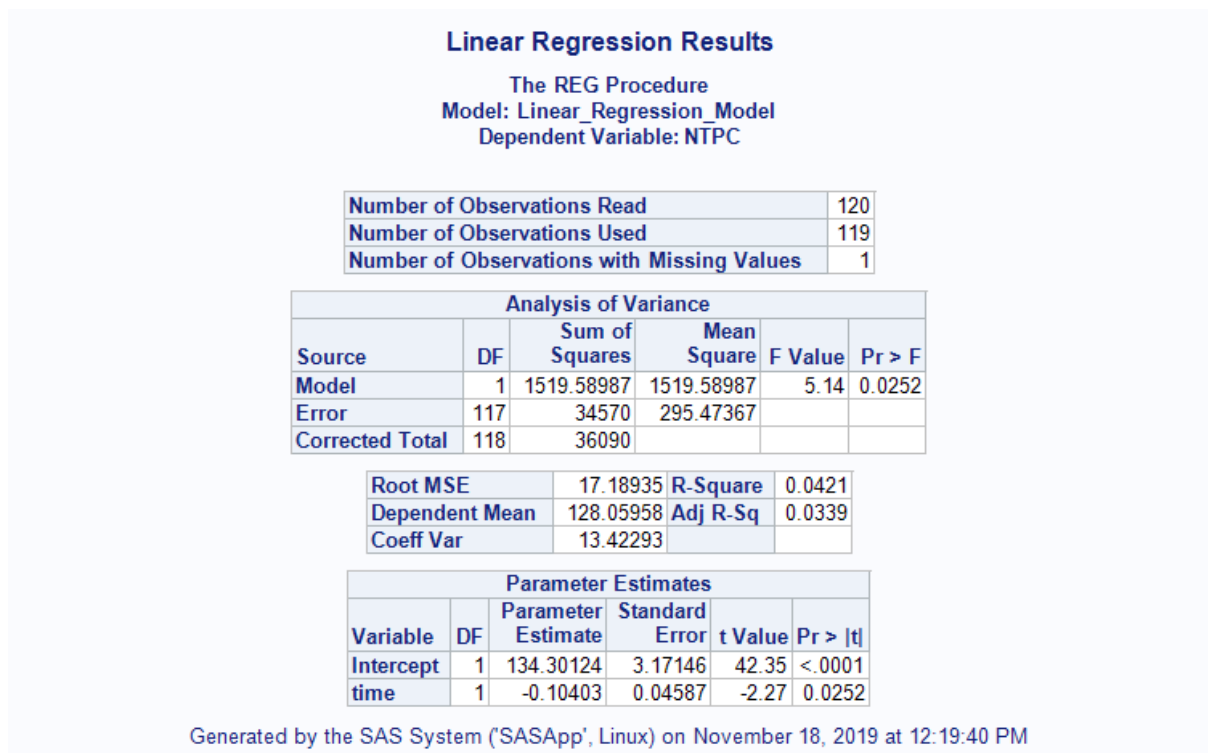 Linear Regression Results
The REG Procedure
Model: Linear_Regression_Model
Dependent Variable: NTPC
Number of Observations Read 120
Number of Observations Used 119
Number of Observations with Missing Values 1
Analysis of Variance
Source DF Sum of Squares Mean Square F Value Pr > F
Model 1 1519.58987 1519.58987 5.14 0.0252
Error 117 34570 295.47367
Corrected Total 118 36090
Root MSE 17.18935 R-Square 0.0421
Dependent Mean 128.05958 Adj R-Sq 0.0339
Coeff Var 13.42293
Parameter Estimates
Variable DF Parameter Estimate Standard Error t Value Pr > |t|
Intercept 1 134.30124 3.17146 42.35 <.0001
time 1 -0.10403 0.04587 -2.27 0.0252
Generated by the SAS System ('SASApp', Linux) on November 18, 2019 at 12:19:40 PM